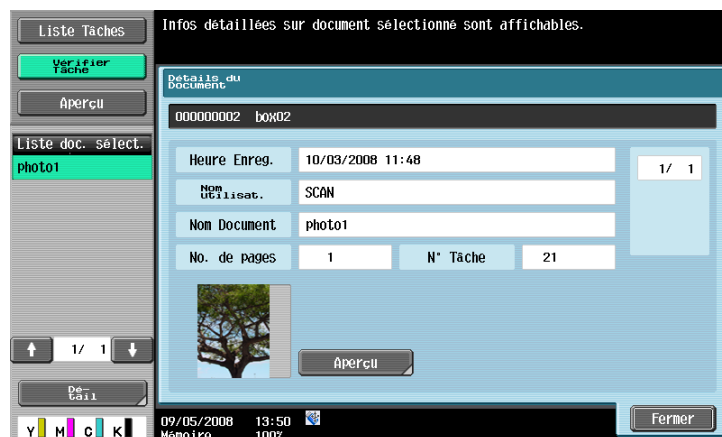 Liste Tâches
Infos détaillées sur document sélectionné sont affichables.
Vérifier
Tâche
Aperçu
Détails du
Document
000000002 box02
Liste doc. sélect.
photo1
Heure Enreg. 10/03/2008 11:48
1/ 1
Nom
utilisat. SCAN
Nom Document photo1
No. de pages 1 N° Tâche 21
1/ 1
Aperçu
Dé-
tail
Y M C K
09/05/2008 13:50
Mémoire 100%
Fermer